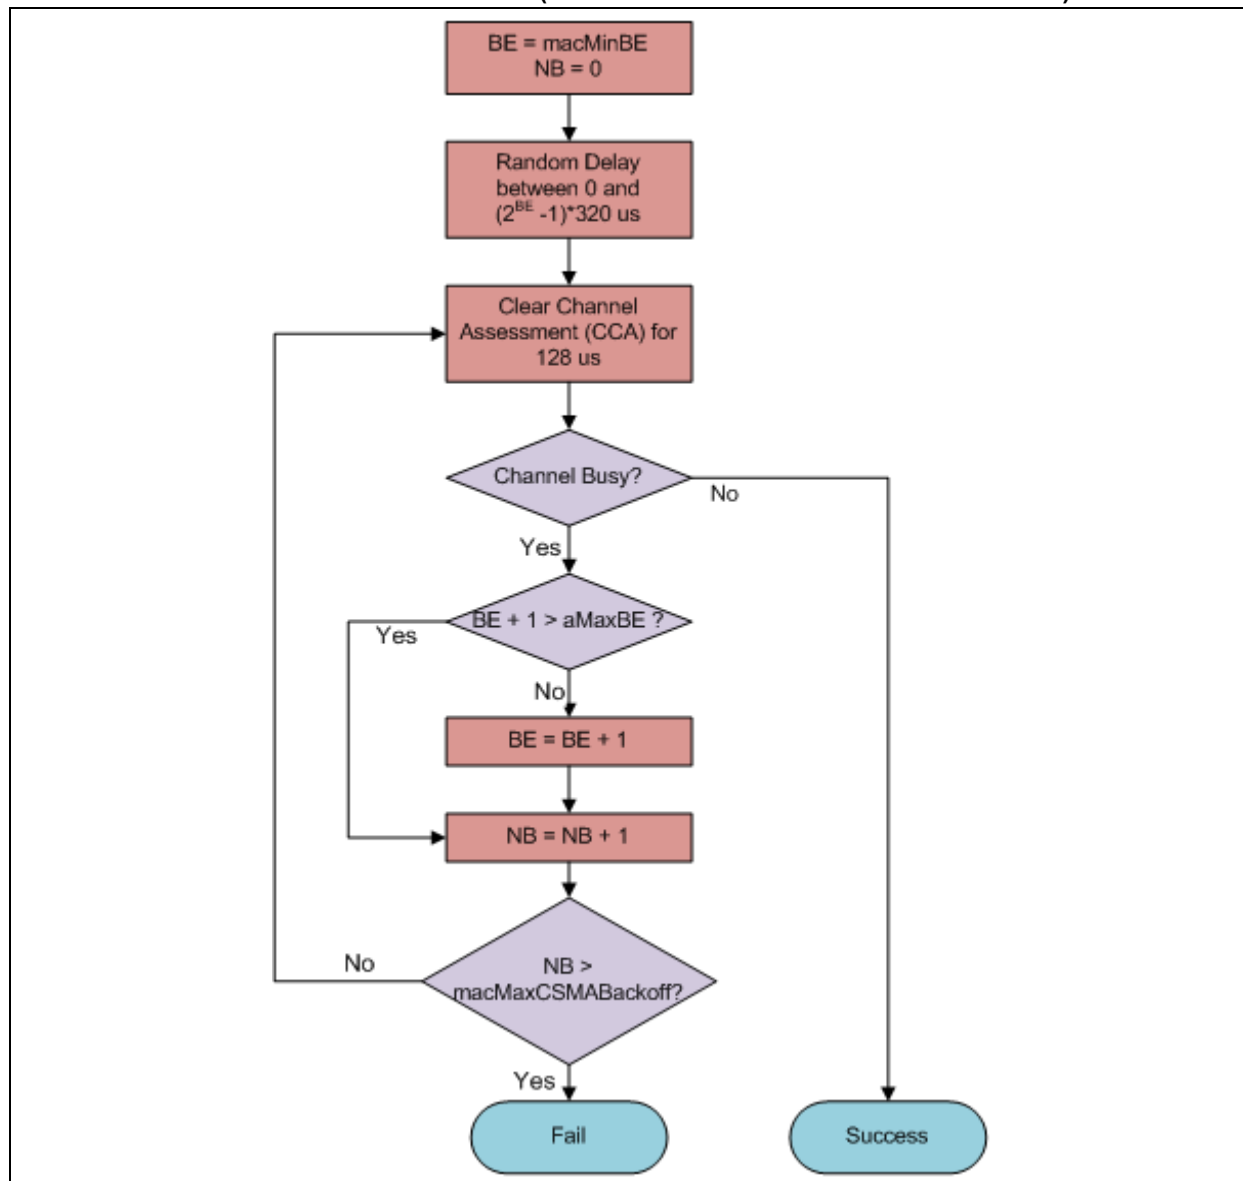 BE = macMinBE
NB = 0
Random Delay
between 0 and
(2^BE -1)*320 us
Clear Channel
Assessment (CCA) for
128 us
Channel Busy?
No
Yes
BE + 1 > aMaxBE ?
Yes
No
BE = BE + 1
NB = NB + 1
No
NB >
macMaxCSMABackoff?
Yes
Fail
Success